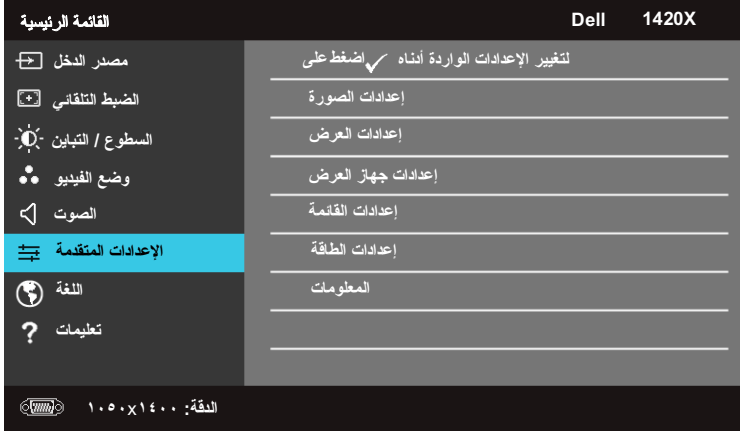 القائمة الرئيسية
Dell 1420X
مصدر الدخل
الضبط التلقائي
السطوع / التباين
وضع الفيديو
الصوت
الإعدادات المتقدمة
اللغة
تعليمات
لتغيير الإعدادات الواردة أدناه ✓ اضغط على
إعدادات الصورة
إعدادات العرض
إعدادات جهاز العرض
إعدادات القائمة
إعدادات الطاقة
المعلومات
الدقة: ١٤٠٠x١٠٥٠